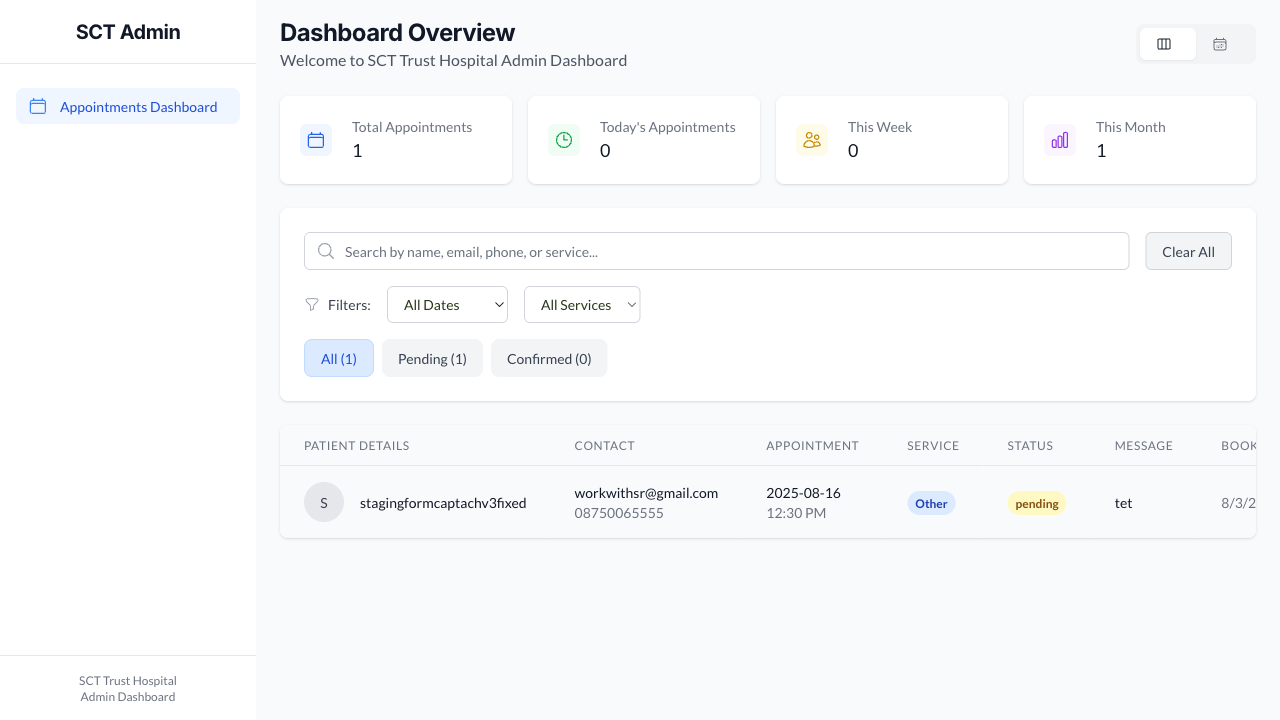 SCT Admin
Appointments Dashboard
SCT Trust Hospital
Admin Dashboard
Dashboard Overview
Welcome to SCT Trust Hospital Admin Dashboard
Total Appointments
1
Today's Appointments
0
This Week
0
This Month
1
Search by name, email, phone, or service...
Clear All
Filters:
All Dates
All Services
All (1)
Pending (1)
Confirmed (0)
PATIENT DETAILS CONTACT APPOINTMENT SERVICE STATUS MESSAGE BOOK
S
stagingformcaptachv3fixed
workwithsr@gmail.com
08750065555
2025-08-16
12:30 PM
Other
pending
tet
8/3/2